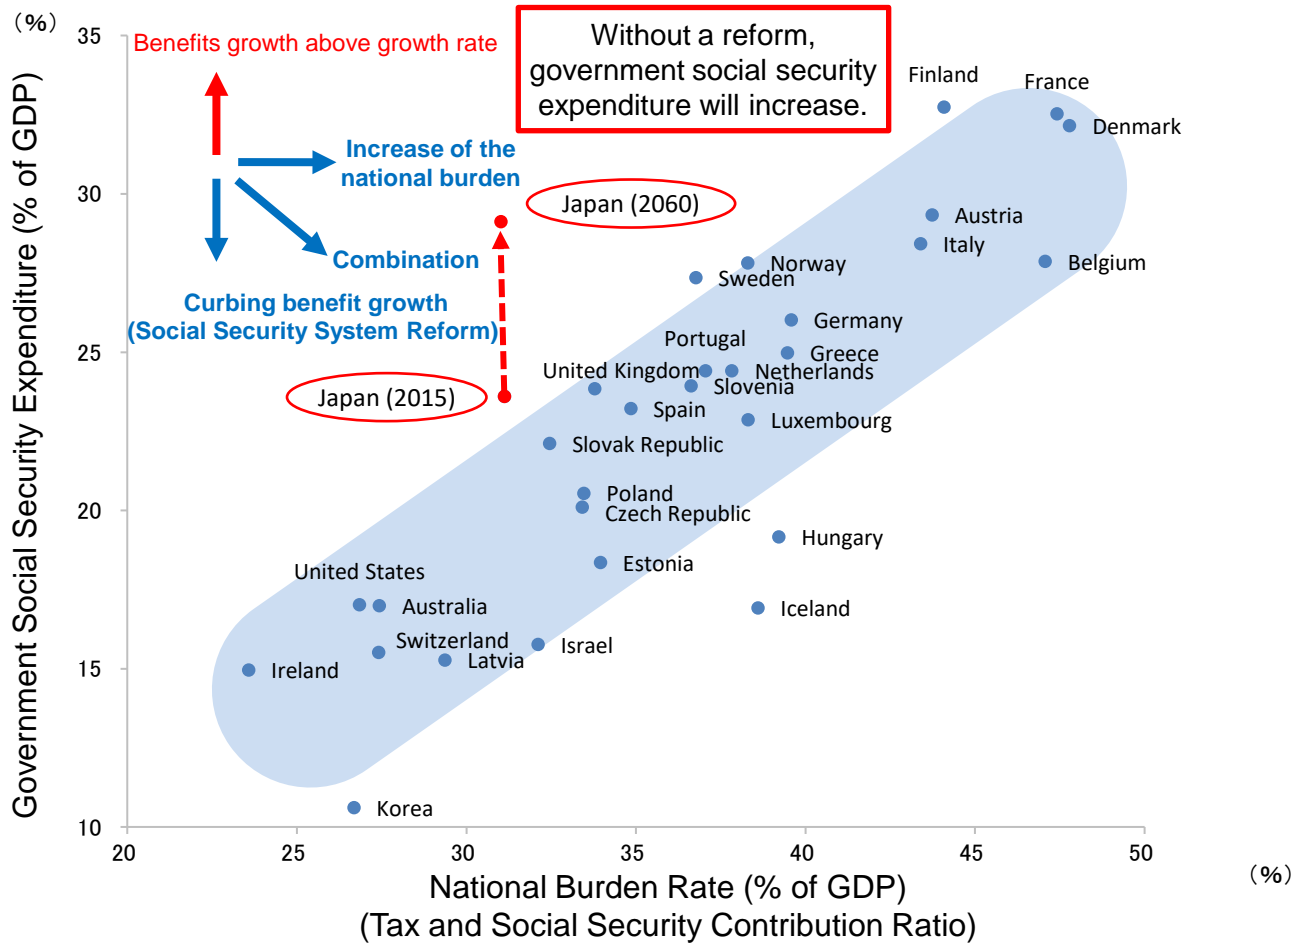 （%）
Government Social Security Expenditure (% of GDP)
35
30
25
20
15
10
Benefits growth above growth rate
Increase of the
national burden
Combination
Curbing benefit growth
(Social Security System Reform)
Without a reform,
government social security
expenditure will increase.
Japan (2060)
Japan (2015)
Finland
France
Denmark
Austria
Italy
Belgium
Norway
Sweden
Germany
Portugal
Greece
United Kingdom
Netherlands
Slovenia
Spain
Luxembourg
Slovak Republic
Poland
Czech Republic
Hungary
Estonia
Iceland
United States
Australia
Switzerland
Israel
Latvia
Ireland
Korea
20
25
30
35
40
45
50
（%）
National Burden Rate (% of GDP)
(Tax and Social Security Contribution Ratio)